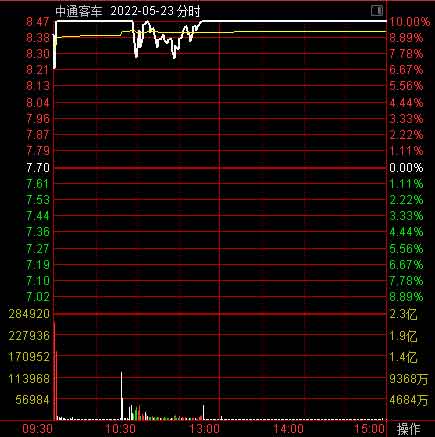 中通客车 2022-05-23 分时
8.47 10.00%
8.38 8.89%
8.30 7.78%
8.21 6.67%
8.13 5.56%
8.04 4.44%
7.96 3.33%
7.87 2.22%
7.79 1.11%
7.70 0.00%
7.61 1.11%
7.53 2.22%
7.44 3.33%
7.36 4.44%
7.27 5.56%
7.19 6.67%
7.10 7.78%
7.02 8.89%
284920 2.3亿
227936 1.9亿
170952 1.4亿
113968 9368万
56984 4684万
09:30 10:30 13:00 14:00 15:00 操作